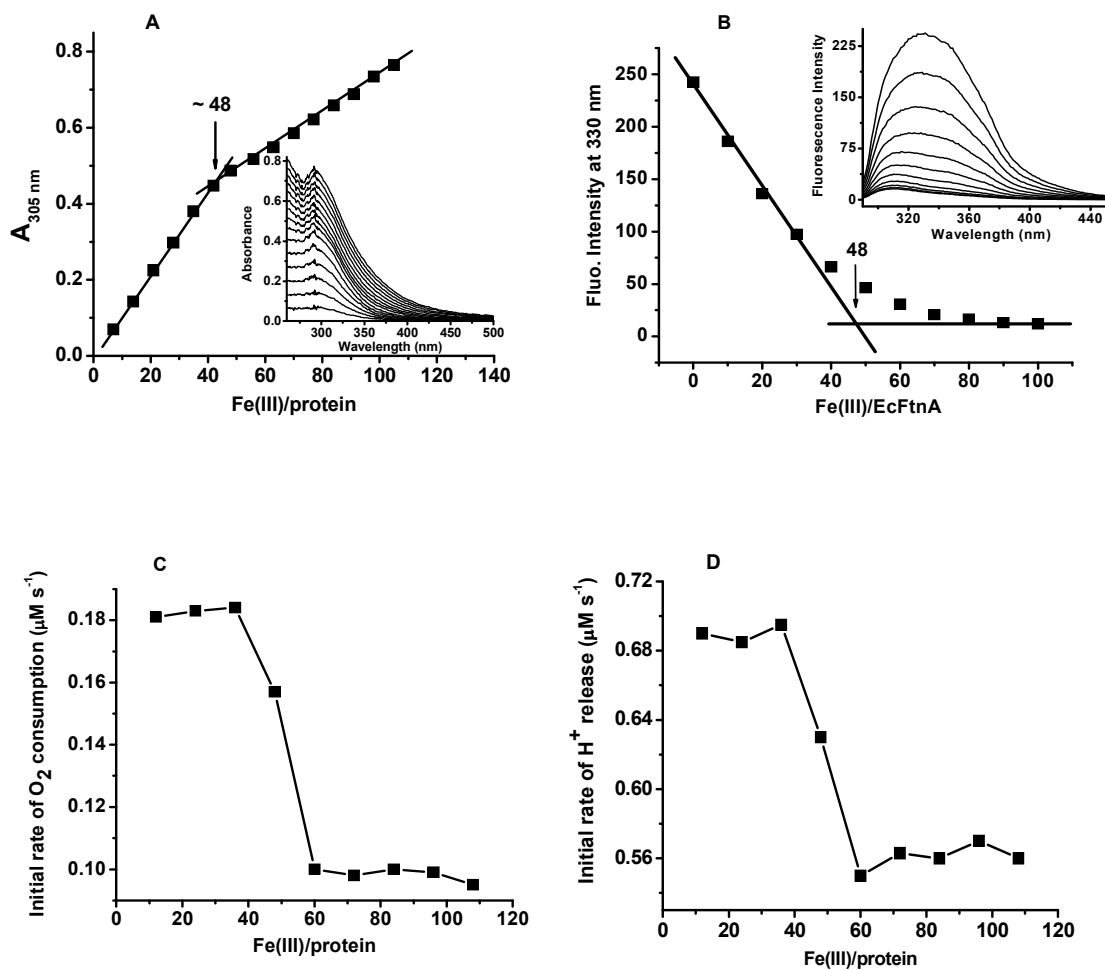 A
0.8
0.6
0.4
0.2
0.0
A305 nm
~ 48
0 20 40 60 80 100 120 140
Fe(III)/protein
0.8
0.6
0.4
0.2
0.0
Absorbance
300 350 400 450 500
Wavelength (nm)
B
250
200
150
100
50
0
Fluo. Intensity at 330 nm
48
0 20 40 60 80 100
Fe(III)/EcFtnA
225
150
75
0
Fluoresecence Intensity
320 360 400 440
Wavelength (nm)
C
0.18
0.16
0.14
0.12
0.10
Initial rate of O2 consumption (μM s-1)
0 20 40 60 80 100 120
Fe(III)/protein
D
0.72
0.68
0.64
0.60
0.56
Initial rate of H+ release (μM s-1)
0 20 40 60 80 100 120
Fe(III)/protein